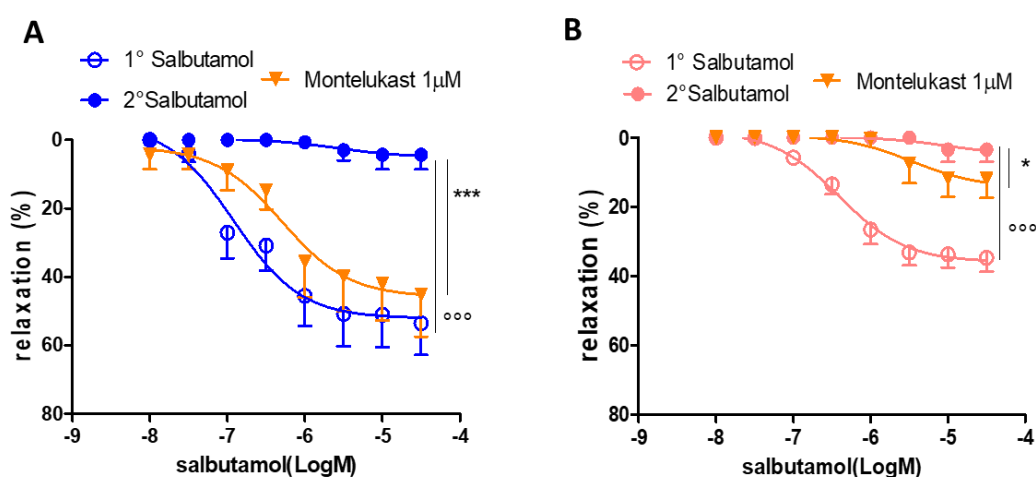 A
1° Salbutamol
2°Salbutamol
Montelukast 1µM
0
20
40
60
80
relaxation (%)
-9
-8
-7
-6
-5
-4
salbutamol(LogM)
***
°°°
B
1° Salbutamol
2°Salbutamol
Montelukast 1µM
0
20
40
60
80
relaxation (%)
-9
-8
-7
-6
-5
-4
salbutamol(LogM)
*
°°°